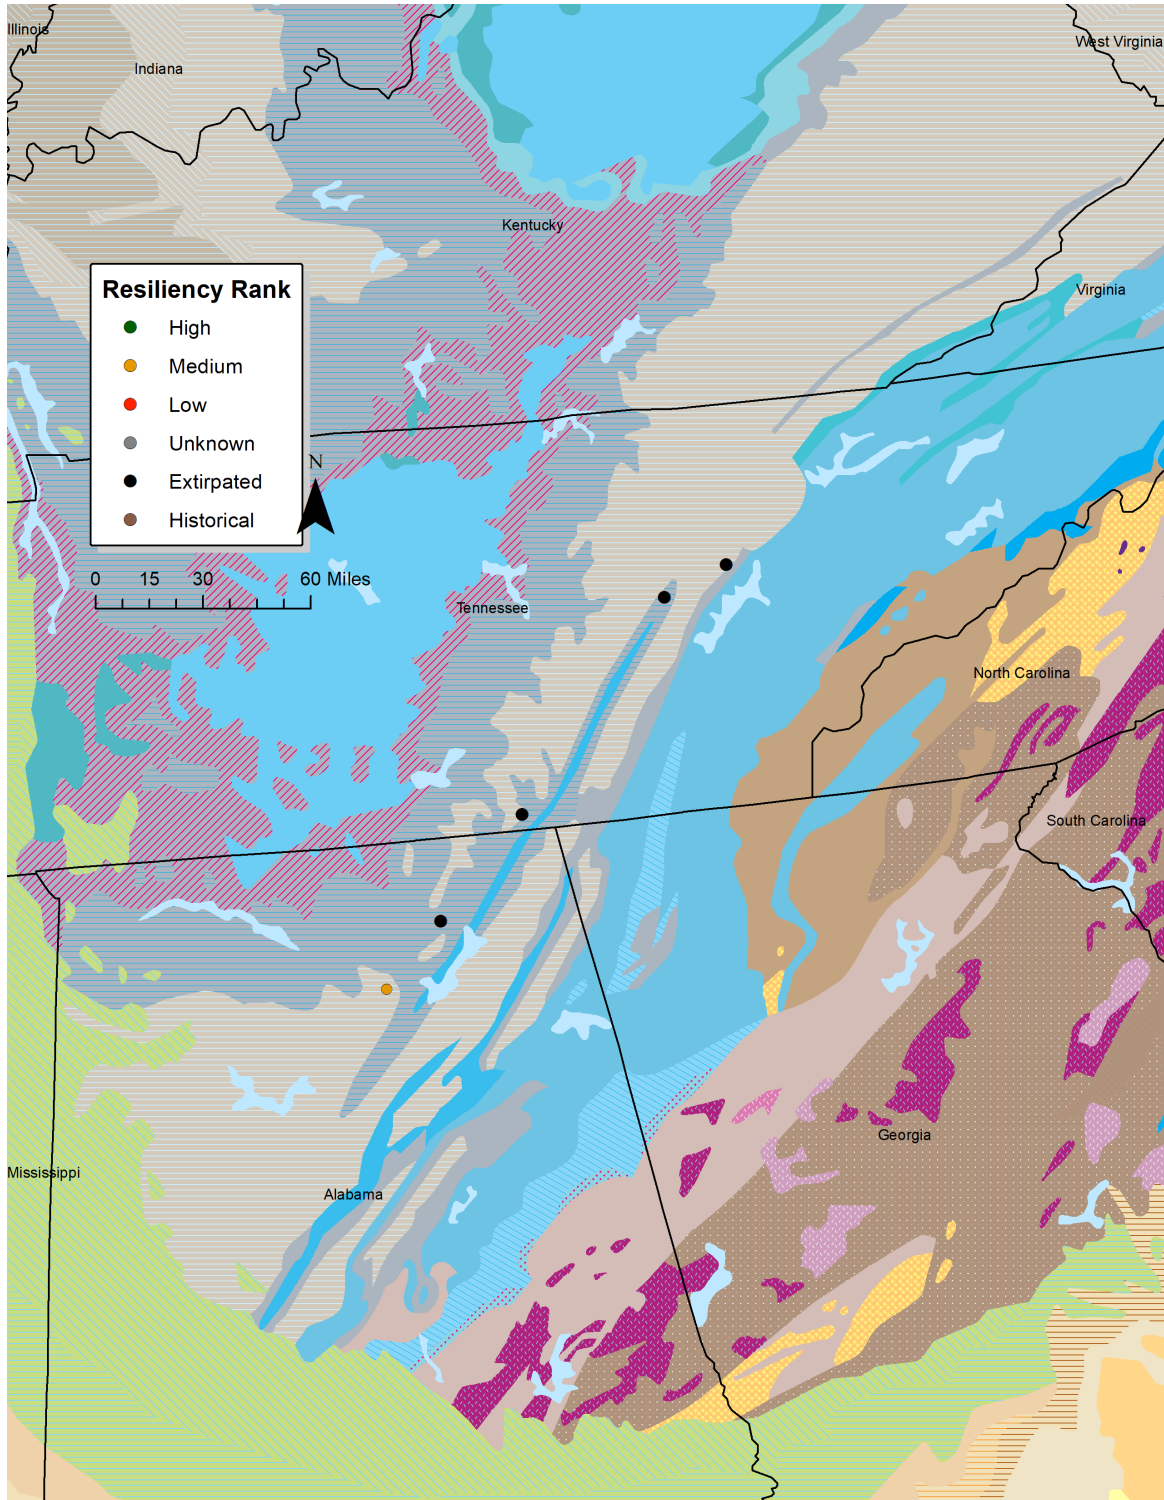 Illinois
West Virginia
Indiana
Kentucky
Virginia
Resiliency Rank
High
Medium
Low
Unknown
Extirpated
Historical
N
0 15 30 60 Miles
Tennessee
North Carolina
South Carolina
Georgia
Mississippi
Alabama